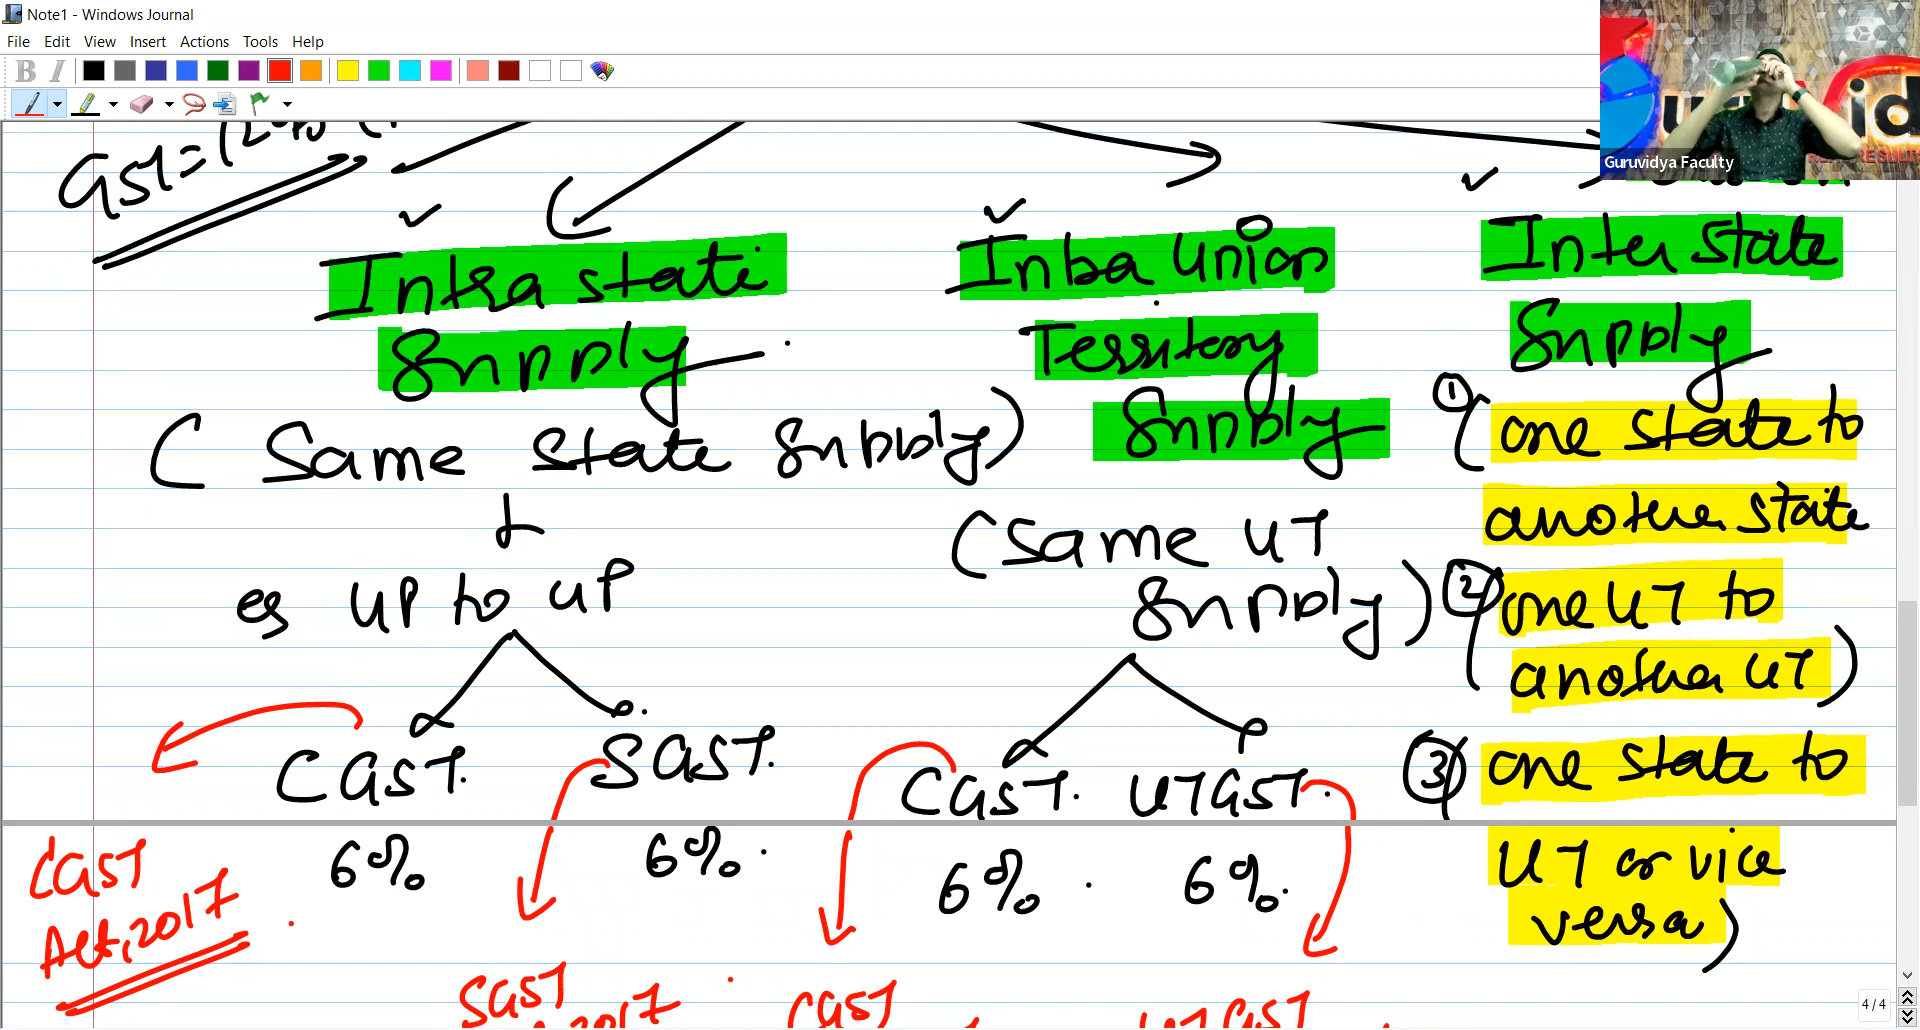 Note1 - Windows Journal
File Edit View Insert Actions Tools Help
B I
Guruvidya Faculty
GST=12%
Intra state
Supply
(Same state Supply)
eg UP to UP
CGST. SGST.
6% 6%.
CGST
Act, 2017
SGST
2017
Intra Union
Territory
Supply
(Same UT
Supply)
CGST. UTGST.
6%. 6%.
CGST
UTGST
Inter state
Supply
① (one state to
another state
② one UT to
another UT)
③ one state to
UT or vice
versa)
4 / 4